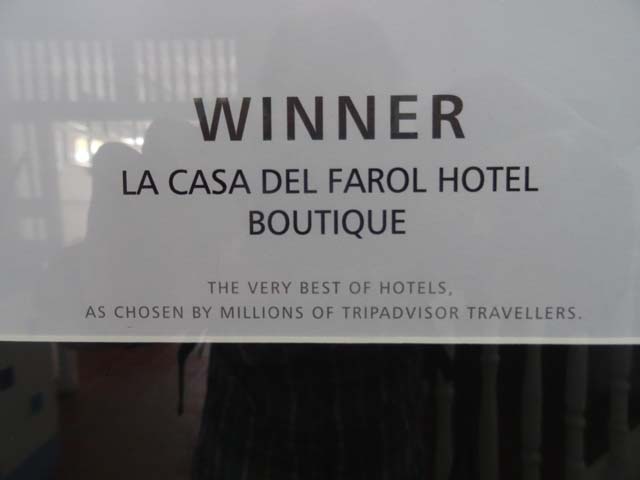 WINNER
LA CASA DEL FAROL HOTEL
BOUTIQUE
THE VERY BEST OF HOTELS,
AS CHOSEN BY MILLIONS OF TRIPADVISOR TRAVELLERS.